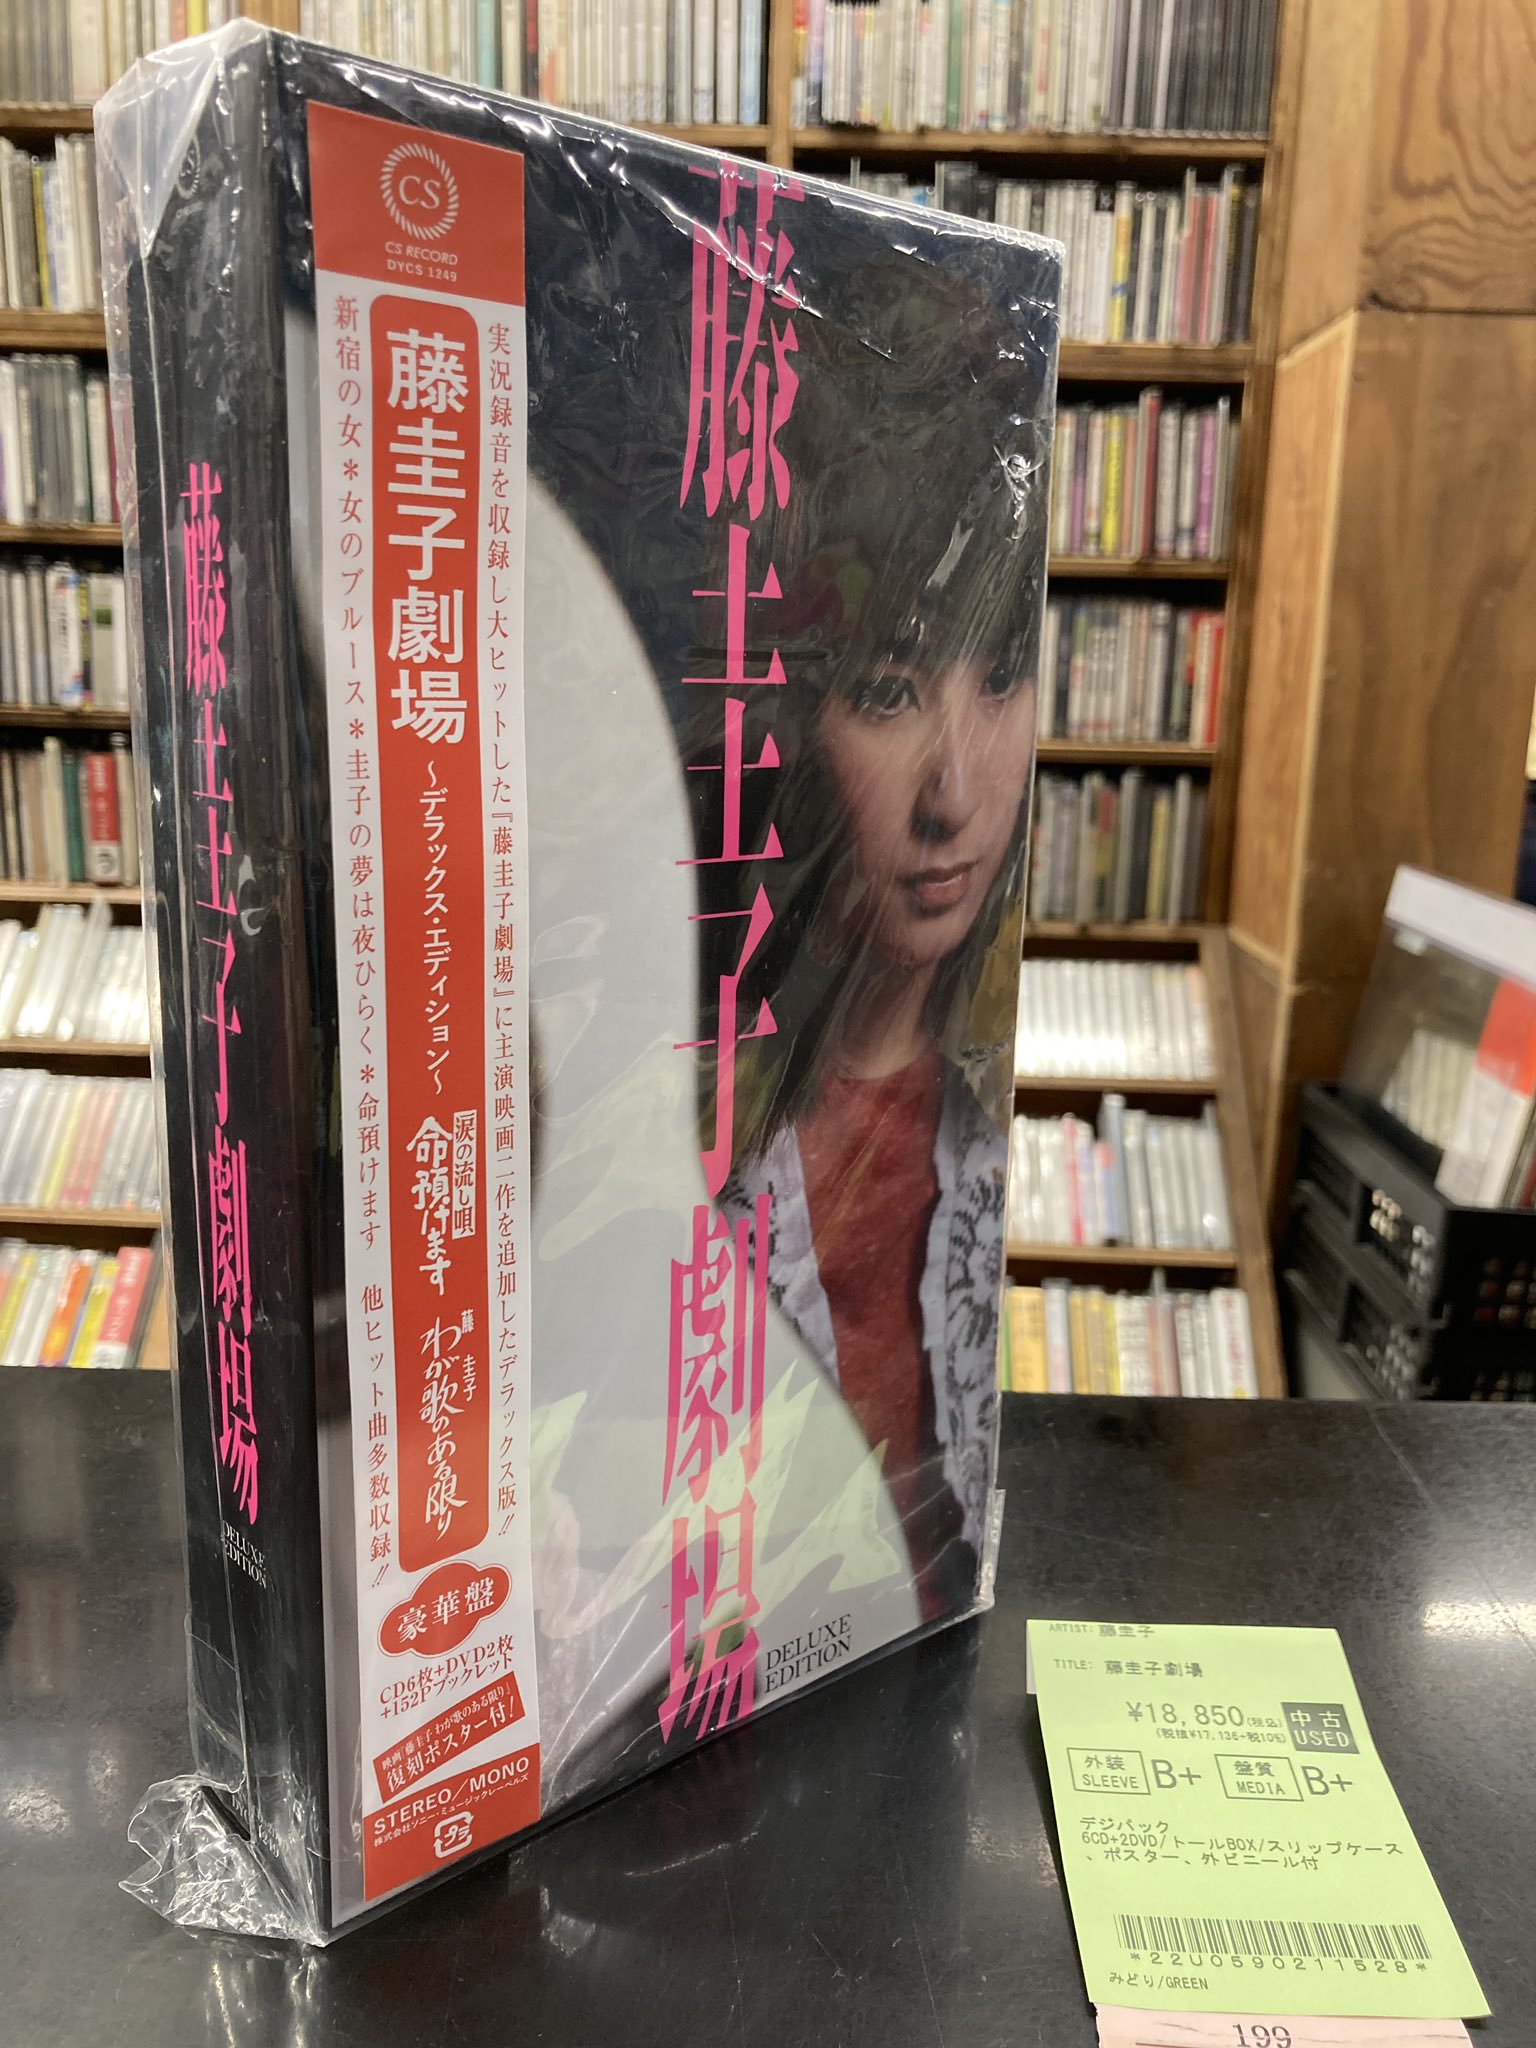 藤圭子劇場
DELUXE
EDITION
CS
CS RECORD
DYCS 1249
実況録音を収録し大ヒットした『藤圭子劇場』に主演映画二作を追加したデラックス版!!
藤圭子劇場
～デラックス・エディション～
涙の流し唄
命預けます
藤圭子
わが歌のある限り
新宿の女＊女のブルース＊圭子の夢は夜ひらく＊命預けます 他ヒット曲多数収録!!
豪華盤
CD6枚+DVD2枚
+152Pブックレット
映画「藤圭子 わが歌のある限り」
復刻ポスター付!
STEREO/MONO
株式会社ソニー・ミュージックレーベルズ
プラ
藤圭子劇場
DELUXE
EDITION
ARTIST: 藤圭子
TITLE: 藤圭子劇場
¥18,850(税込)
(税抜¥17,136+税10%)
中古
USED
外装
SLEEVE
B+
盤質
MEDIA
B+
デジパック
6CD+2DVD/トールBOX/スリップケース
、ポスター、外ビニール付
*22U0590211528*
みどり/GREEN
199